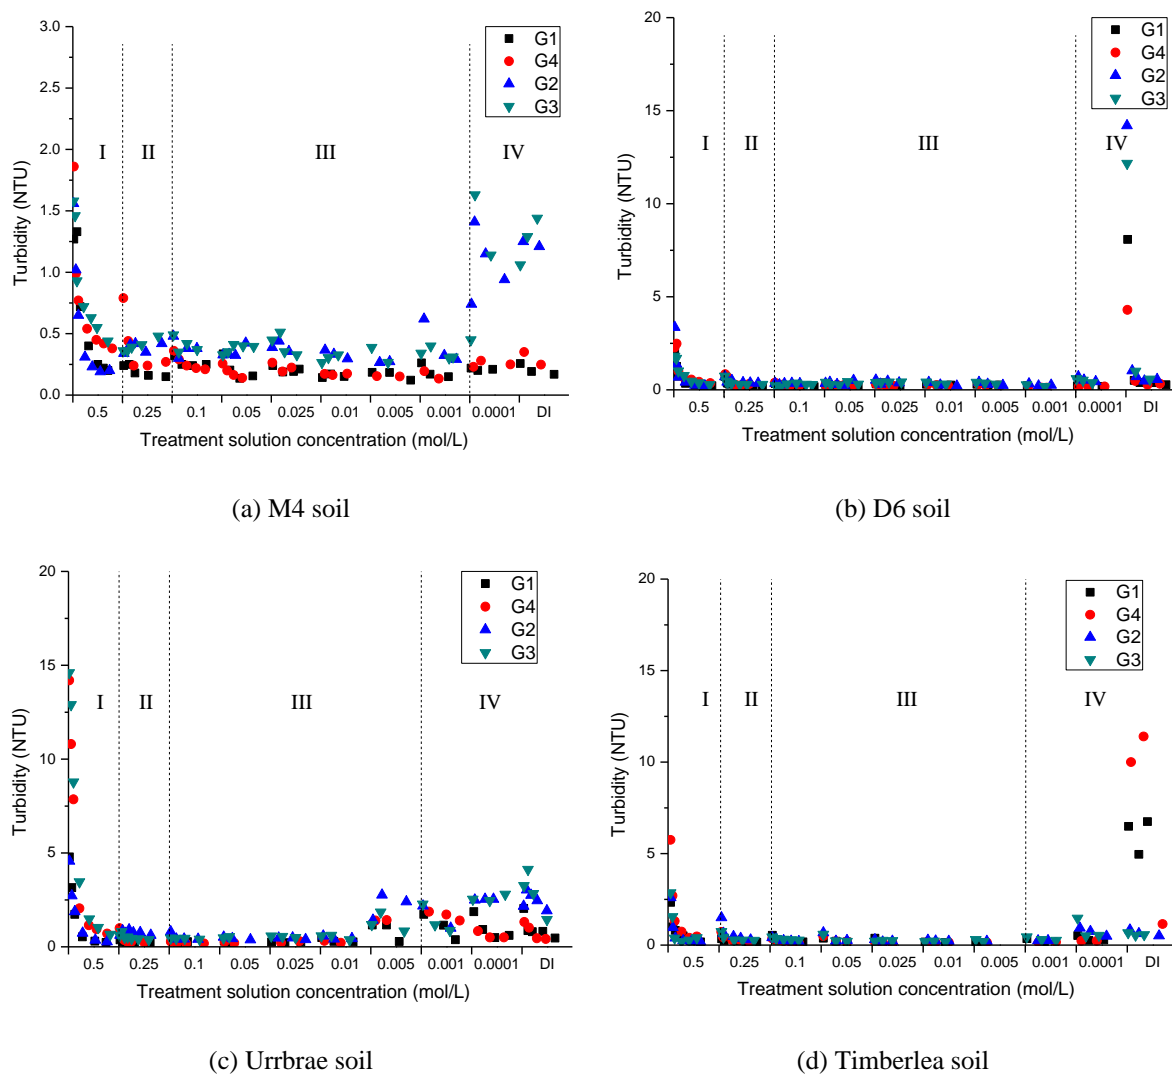 3.0
2.5
2.0
1.5
1.0
0.5
0.0
Turbidity (NTU)
G1
G4
G2
G3
I II III IV
0.5 0.25 0.1 0.05 0.025 0.01 0.005 0.001 0.0001 DI
Treatment solution concentration (mol/L)
(a) M4 soil
20
15
10
5
0
Turbidity (NTU)
G1
G4
G2
G3
I II III IV
0.5 0.25 0.1 0.05 0.025 0.01 0.005 0.001 0.0001 DI
Treatment solution concentration (mol/L)
(b) D6 soil
20
15
10
5
0
Turbidity (NTU)
G1
G4
G2
G3
I II III IV
0.5 0.25 0.1 0.05 0.025 0.01 0.005 0.001 0.0001 DI
Treatment solution concentration (mol/L)
(c) Urrbrae soil
20
15
10
5
0
Turbidity (NTU)
G1
G4
G2
G3
I II III IV
0.5 0.25 0.1 0.05 0.025 0.01 0.005 0.001 0.0001 DI
Treatment solution concentration (mol/L)
(d) Timberlea soil